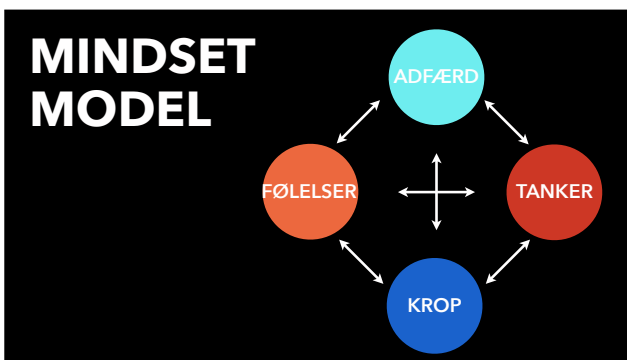 MINDSET
MODEL
ADFÆRD
FØLELSER
TANKER
KROP